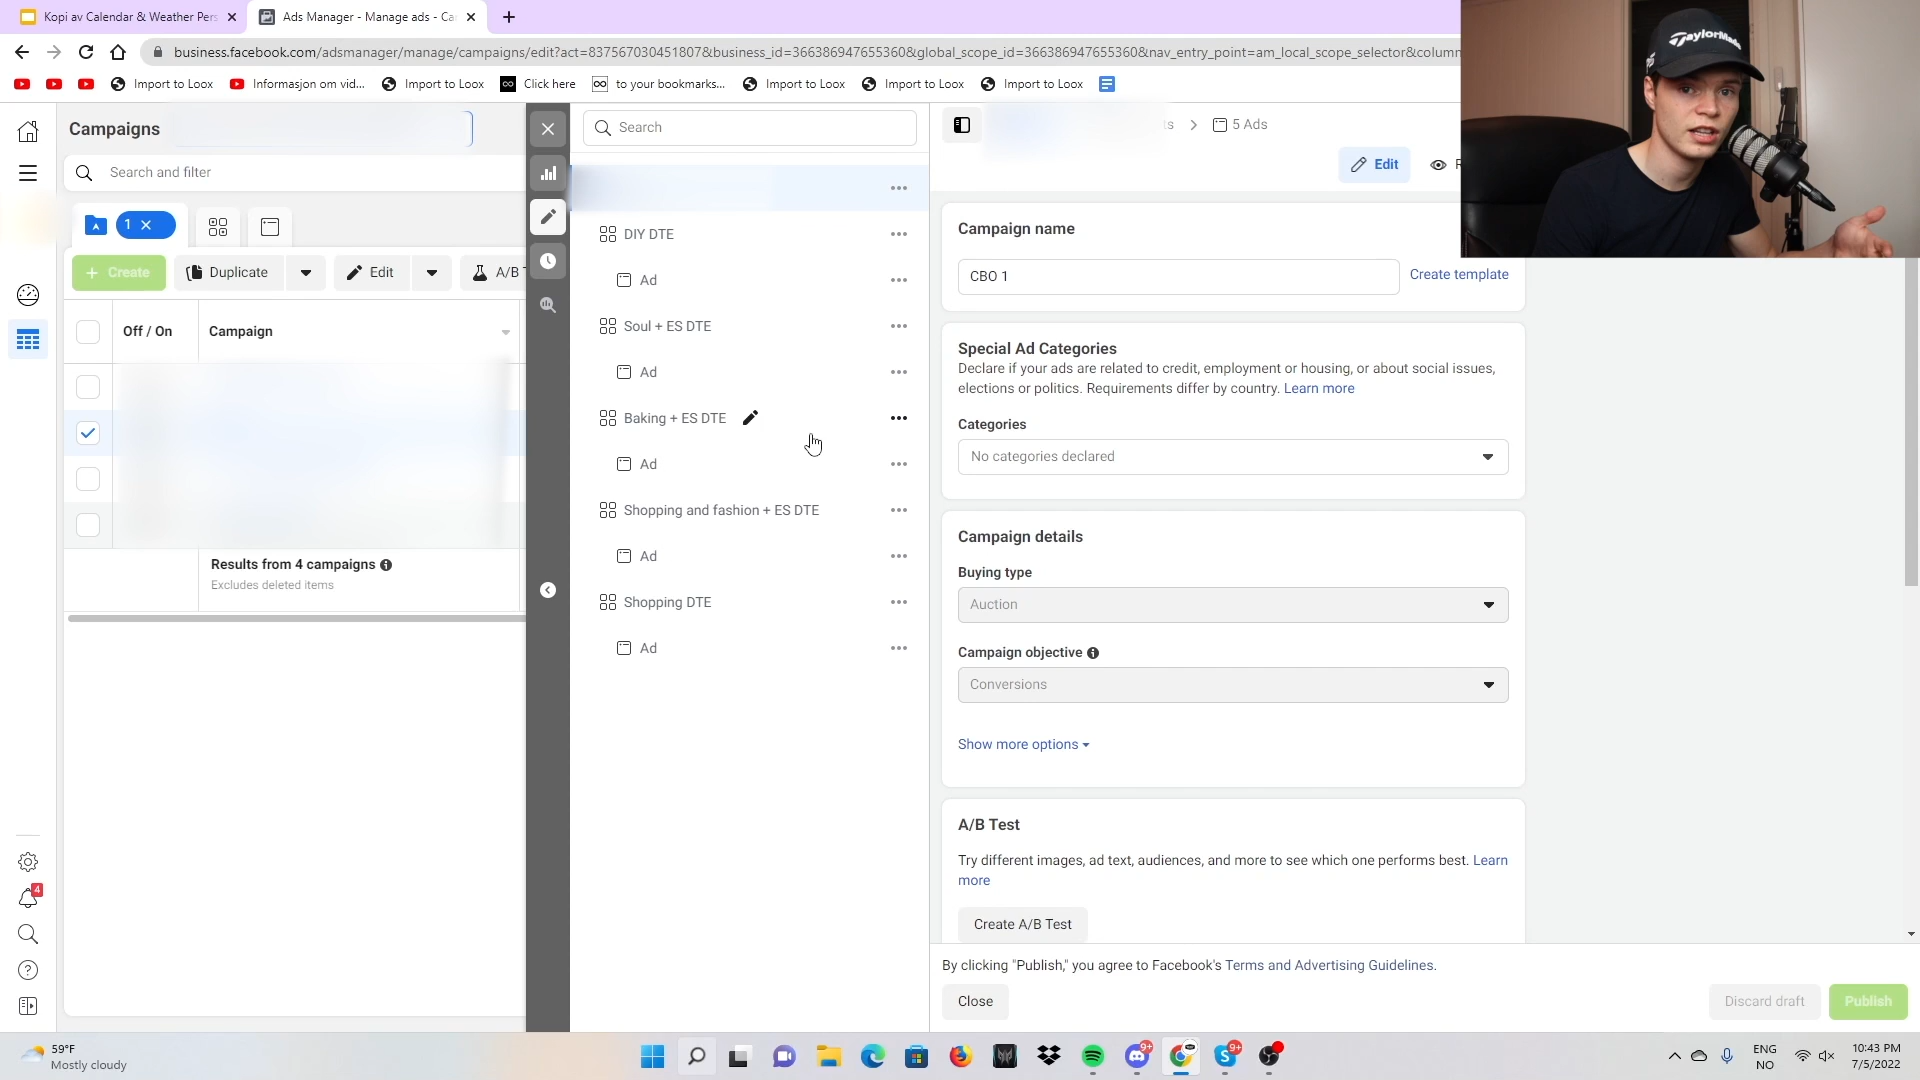 Kopi av Calendar & Weather Pers
Ads Manager - Manage ads - Ca
business.facebook.com/adsmanager/manage/campaigns/edit?act=837567030451807&business_id=366386947655360&global_scope_id=366386947655360&nav_entry_point=am_local_scope_selector&column
Import to Loox
Informasjon om vid...
Import to Loox
Click here
to your bookmarks...
Import to Loox
Import to Loox
Import to Loox
TaylorMade
Campaigns
Search and filter
1
Create
Duplicate
Edit
A/B T
Off / On
Campaign
Results from 4 campaigns
Excludes deleted items
4
Search
DIY DTE
Ad
Soul + ES DTE
Ad
Baking + ES DTE
Ad
Shopping and fashion + ES DTE
Ad
Shopping DTE
Ad
ts
5 Ads
Edit
R
Campaign name
CBO 1
Create template
Special Ad Categories
Declare if your ads are related to credit, employment or housing, or about social issues,
elections or politics. Requirements differ by country. Learn more
Categories
No categories declared
Campaign details
Buying type
Auction
Campaign objective
Conversions
Show more options
A/B Test
Try different images, ad text, audiences, and more to see which one performs best. Learn
more
Create A/B Test
By clicking "Publish," you agree to Facebook's Terms and Advertising Guidelines.
Close
Discard draft
Publish
59°F
Mostly cloudy
9+
9+
ENG
NO
10:43 PM
7/5/2022